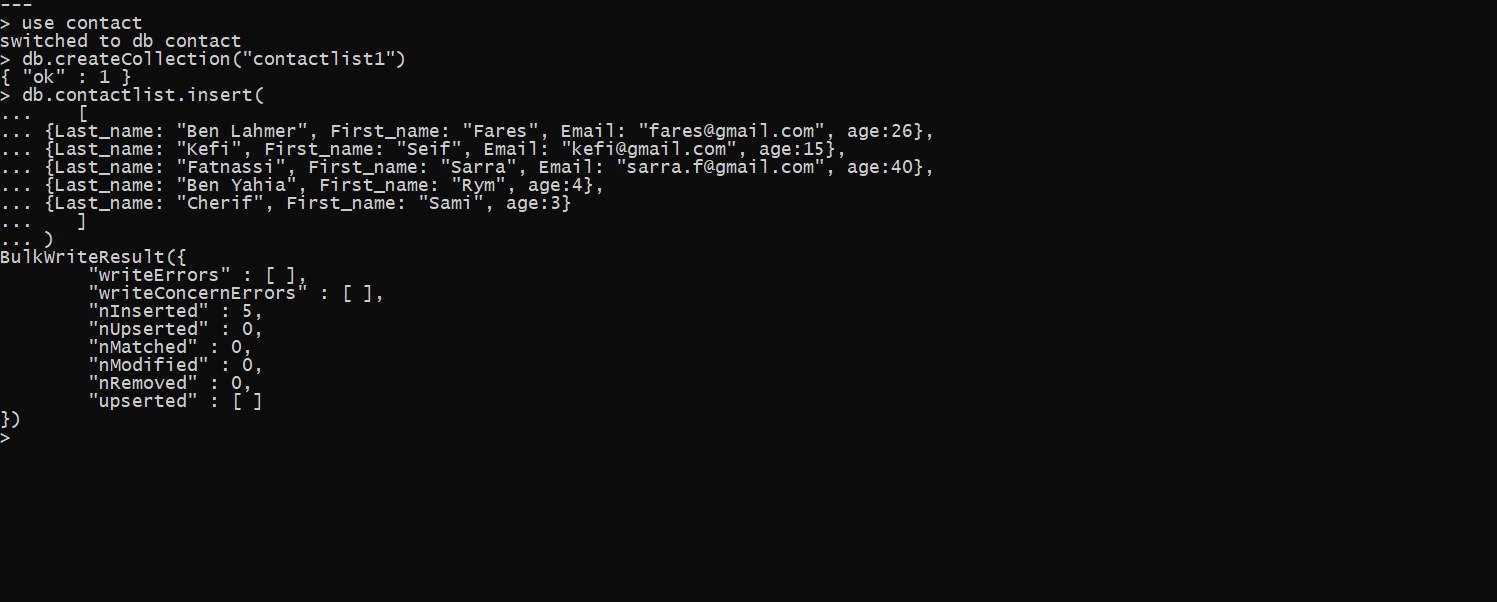 ---
> use contact
switched to db contact
> db.createCollection("contactlist1")
{ "ok" : 1 }
> db.contactlist.insert(
...    [
... {Last_name: "Ben Lahmer", First_name: "Fares", Email: "fares@gmail.com", age:26},
... {Last_name: "Kefi", First_name: "Seif", Email: "kefi@gmail.com", age:15},
... {Last_name: "Fatnassi", First_name: "Sarra", Email: "sarra.f@gmail.com", age:40},
... {Last_name: "Ben Yahia", First_name: "Rym", age:4},
... {Last_name: "Cherif", First_name: "Sami", age:3}
...    ]
... )
BulkWriteResult({
        "writeErrors" : [ ],
        "writeConcernErrors" : [ ],
        "nInserted" : 5,
        "nUpserted" : 0,
        "nMatched" : 0,
        "nModified" : 0,
        "nRemoved" : 0,
        "upserted" : [ ]
})
>